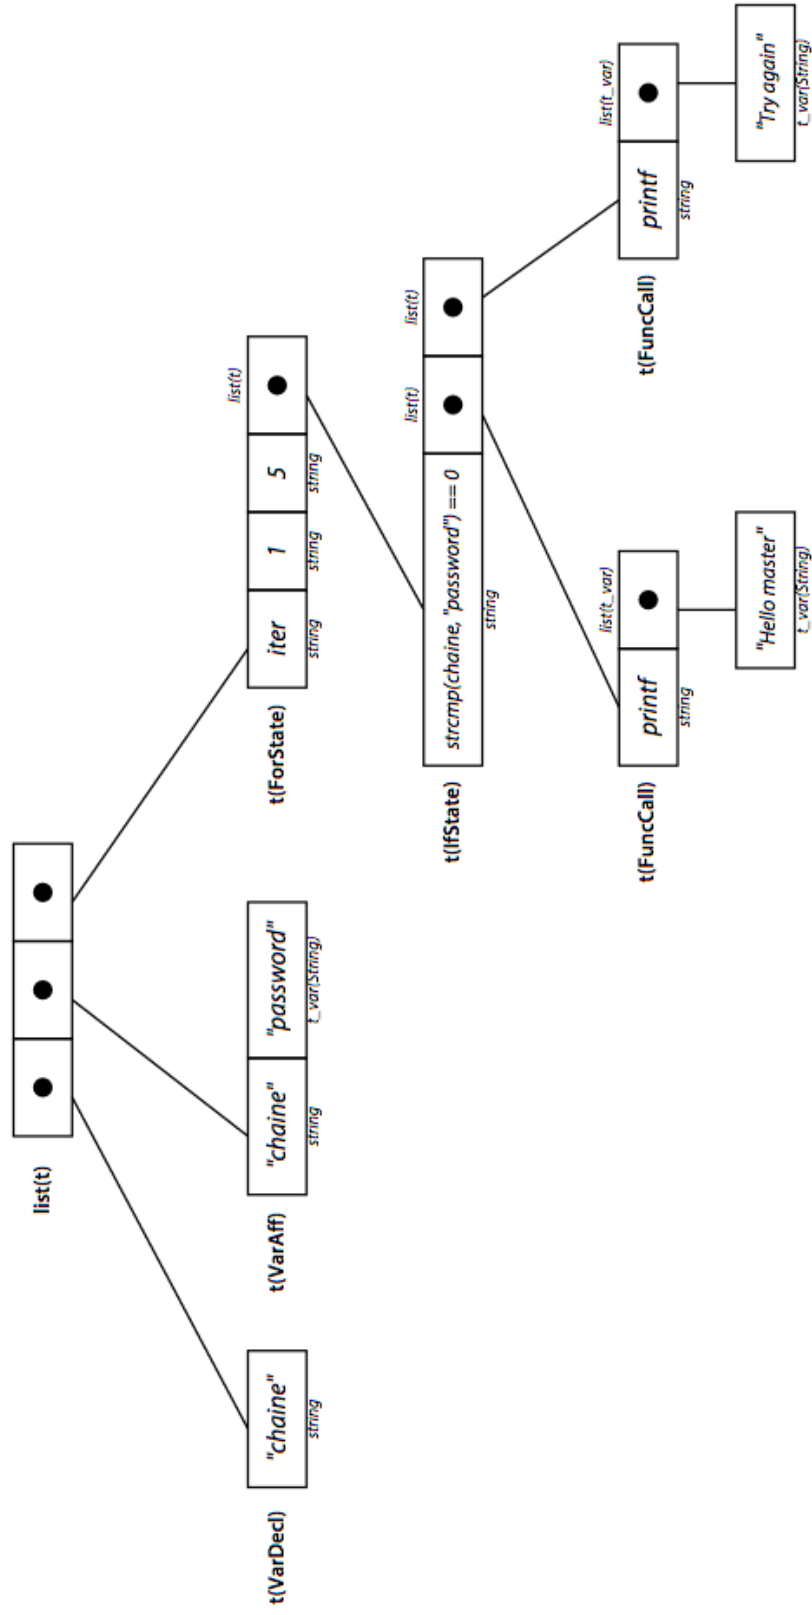 list(t)
t(VarDecl)
"chaine"
string
t(VarAff)
"chaine"
string
"password"
t_var(String)
t(ForState)
iter
string
1
string
5
string
list(t)
t(IfState)
strcmp(chaine, "password") == 0
string
list(t)
list(t)
t(FuncCall)
printf
string
list(t_var)
"Hello master"
t_var(String)
t(FuncCall)
printf
string
list(t_var)
"Try again"
t_var(String)